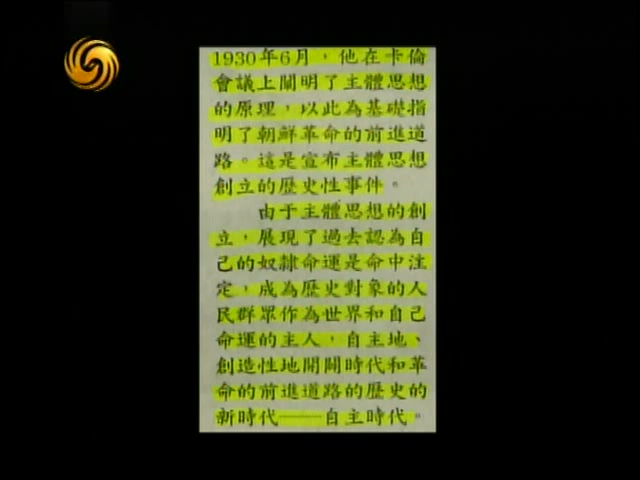 1930年6月，他在卡倫
會議上闡明了主體思想
的原理，以此為基礎指
明了朝鮮革命的前進道
路。這是宣布主體思想
創立的歷史性事件。
由于主體思想的創
立，展現了過去認為自
己的奴隸命運是命中注
定，成為歷史對象的人
民群眾作為世界和自己
命運的主人，自主地、
創造性地開闢時代和革
命的前進道路的歷史的
新時代——自主時代。